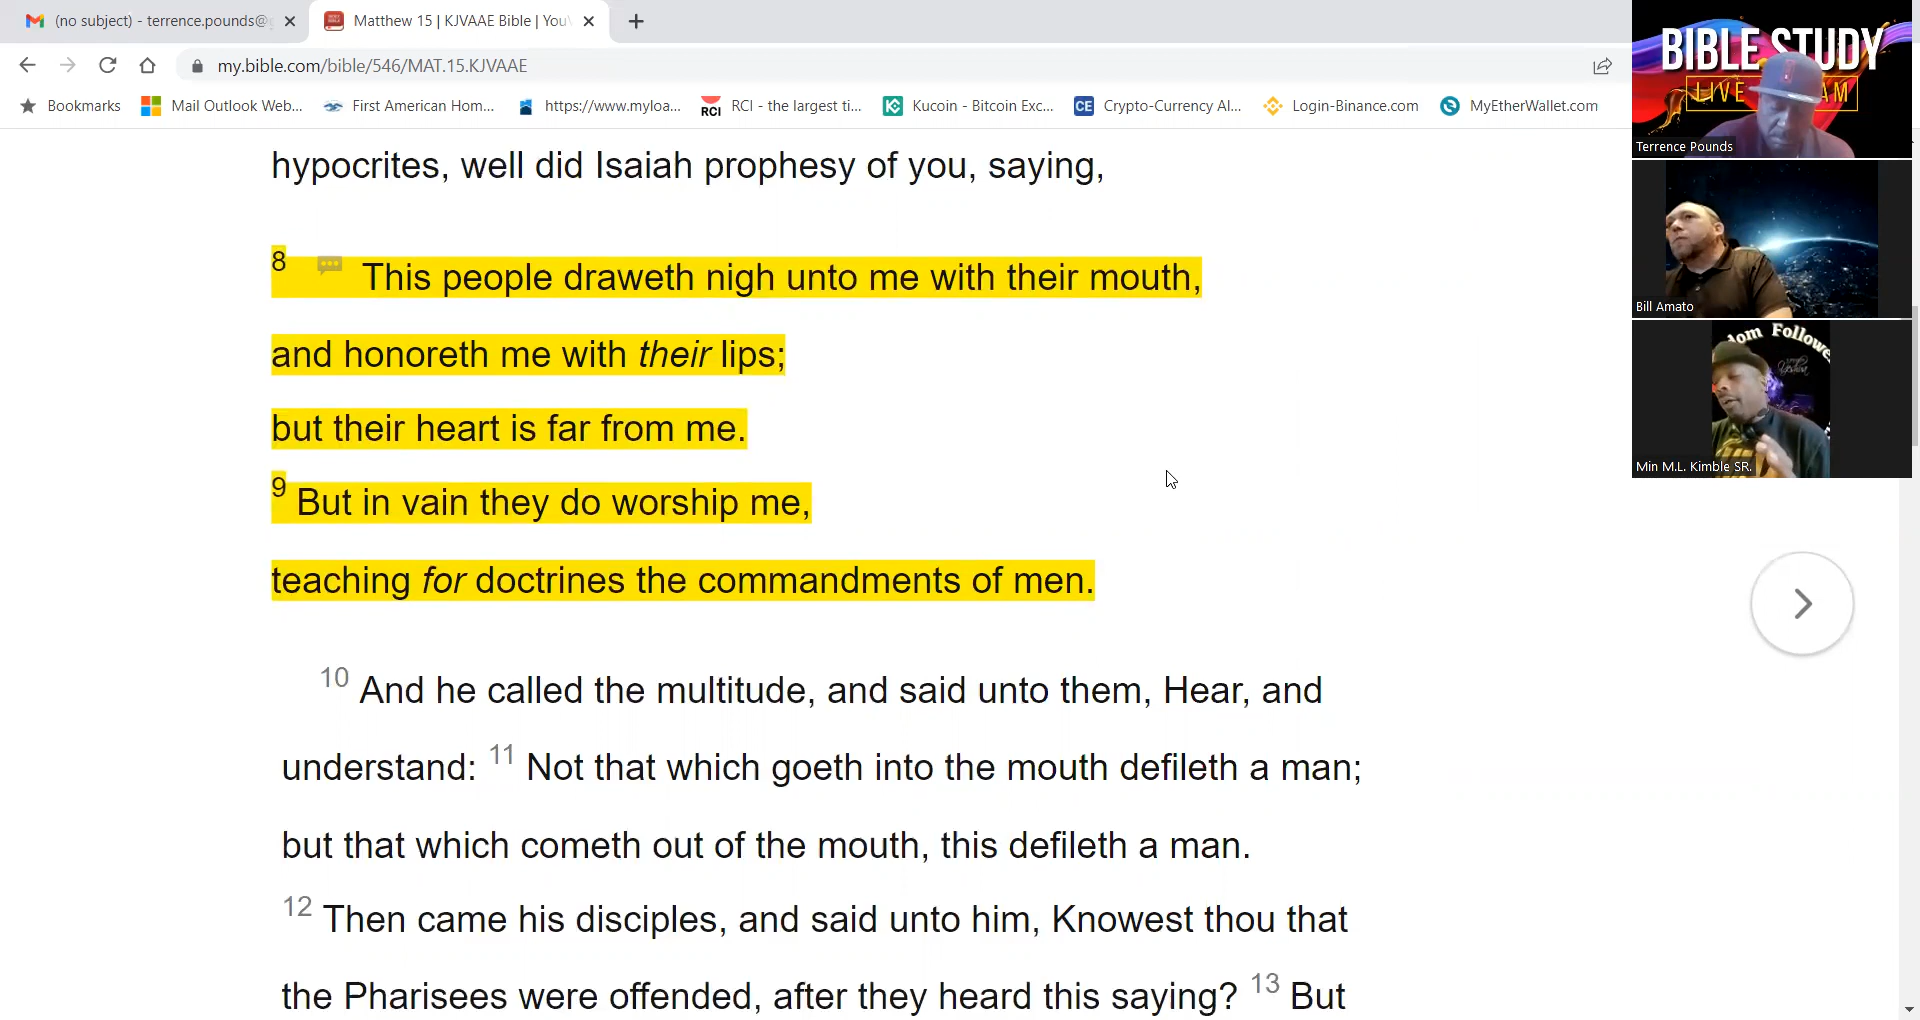 (no subject) - terrence.pounds@
Matthew 15 | KJVAAE Bible | You
my.bible.com/bible/546/MAT.15.KJVAAE
Bookmarks
Mail Outlook Web...
First American Hom...
https://www.myloa...
RCI
RCI - the largest ti...
Kucoin - Bitcoin Exc...
CE
Crypto-Currency Al...
Login-Binance.com
MyEtherWallet.com
hypocrites, well did Isaiah prophesy of you, saying,
8 This people draweth nigh unto me with their mouth,
and honoreth me with their lips;
but their heart is far from me.
9 But in vain they do worship me,
teaching for doctrines the commandments of men.
10 And he called the multitude, and said unto them, Hear, and
understand: 11 Not that which goeth into the mouth defileth a man;
but that which cometh out of the mouth, this defileth a man.
12 Then came his disciples, and said unto him, Knowest thou that
the Pharisees were offended, after they heard this saying? 13 But
BIBLE STUDY
LIVE AM
Terrence Pounds
Bill Amato
dom Followe
Min M.L. Kimble SR.